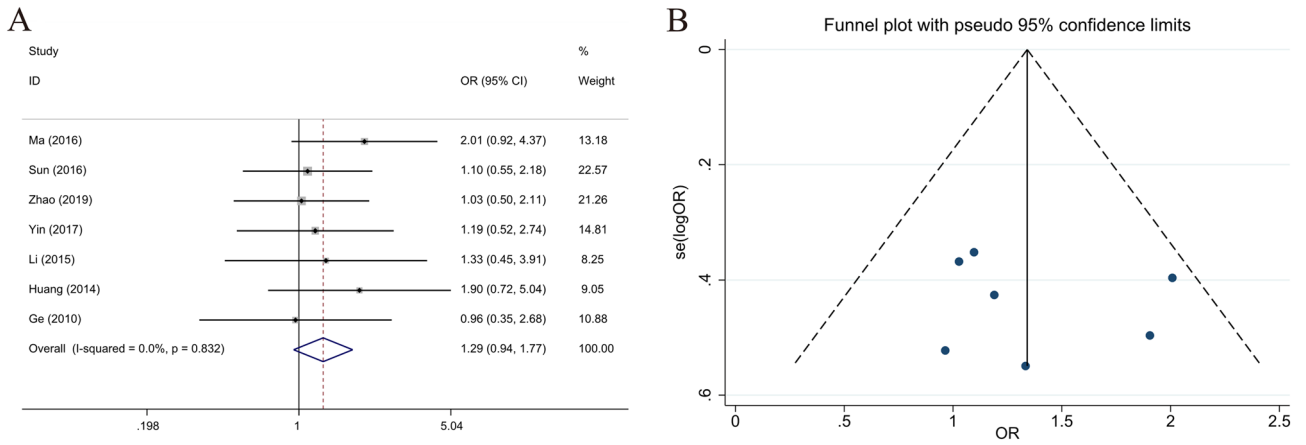 A
Study %
ID OR (95% CI) Weight
Ma (2016) 2.01 (0.92, 4.37) 13.18
Sun (2016) 1.10 (0.55, 2.18) 22.57
Zhao (2019) 1.03 (0.50, 2.11) 21.26
Yin (2017) 1.19 (0.52, 2.74) 14.81
Li (2015) 1.33 (0.45, 3.91) 8.25
Huang (2014) 1.90 (0.72, 5.04) 9.05
Ge (2010) 0.96 (0.35, 2.68) 10.88
Overall (I-squared = 0.0%, p = 0.832) 1.29 (0.94, 1.77) 100.00
.198 1 5.04
B
Funnel plot with pseudo 95% confidence limits
se(logOR)
0
.2
.4
.6
0 .5 1 1.5 2 2.5
OR